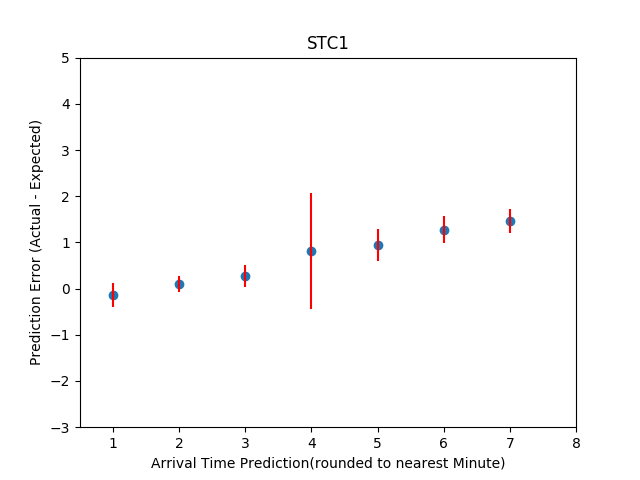 STC1
Prediction Error (Actual - Expected)
5
4
3
2
1
0
−1
−2
−3
1 2 3 4 5 6 7 8
Arrival Time Prediction(rounded to nearest Minute)